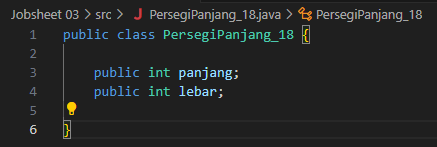 Jobsheet 03 > src > J PersegiPanjang_18.java > PersegiPanjang_18
1 public class PersegiPanjang_18 {
2
3 public int panjang;
4 public int lebar;
5
6 }